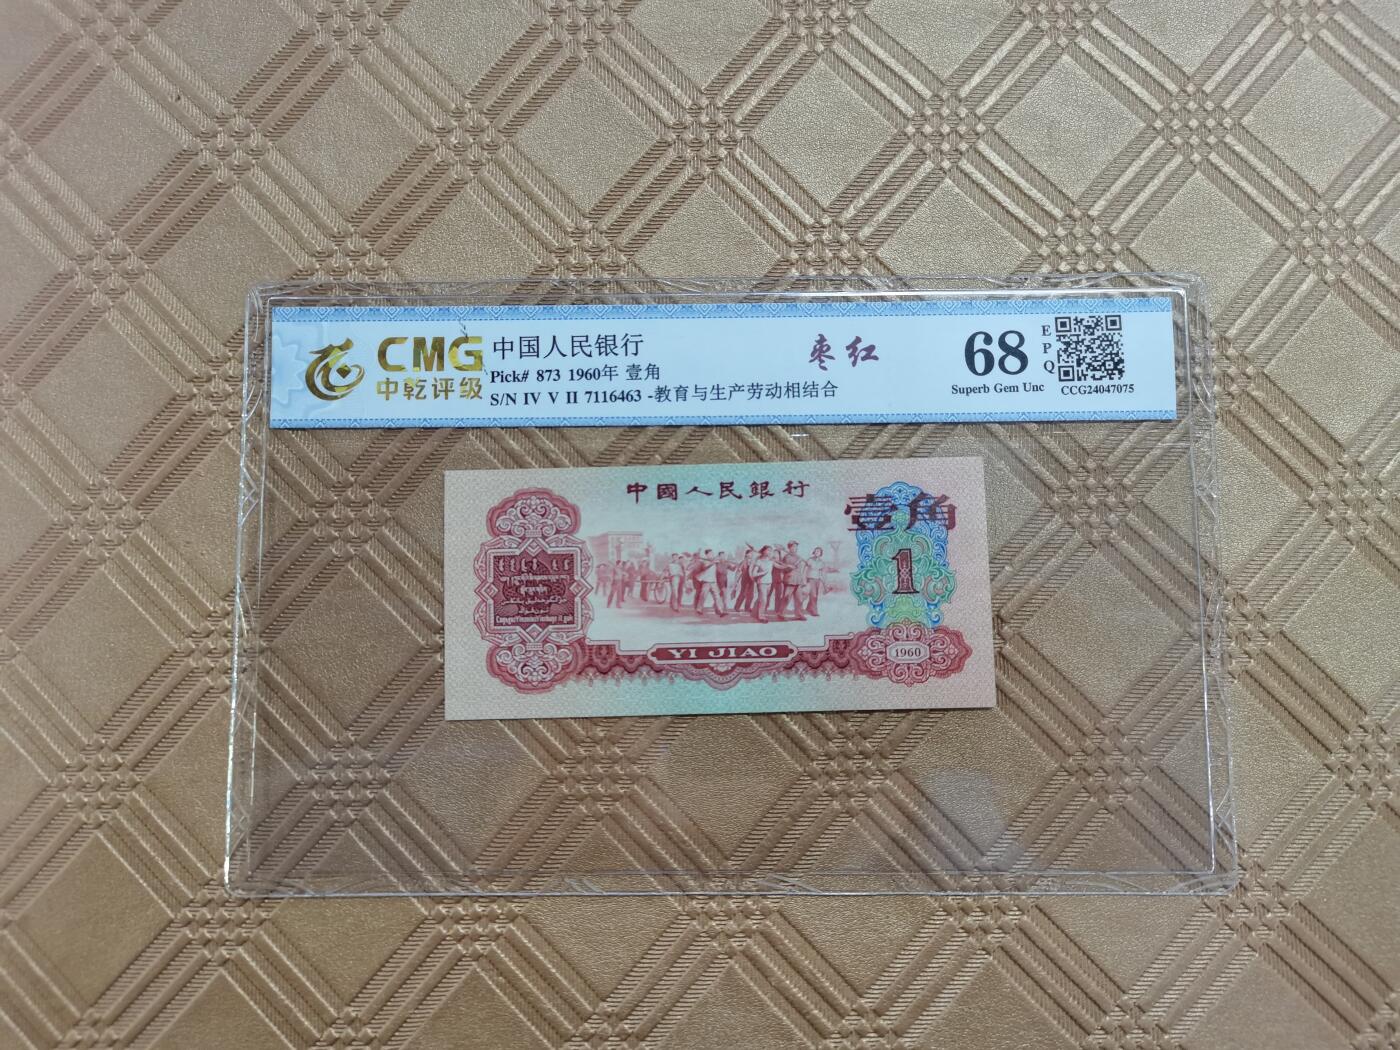 CMG
中乾评级
中国人民银行
Pick# 873 1960年 壹角
S/N IV V II 7116463 -教育与生产劳动相结合
枣红
68
EPQ
Superb Gem Unc
CCG24047075
中國人民銀行
壹角
1
YI JIAO
1960